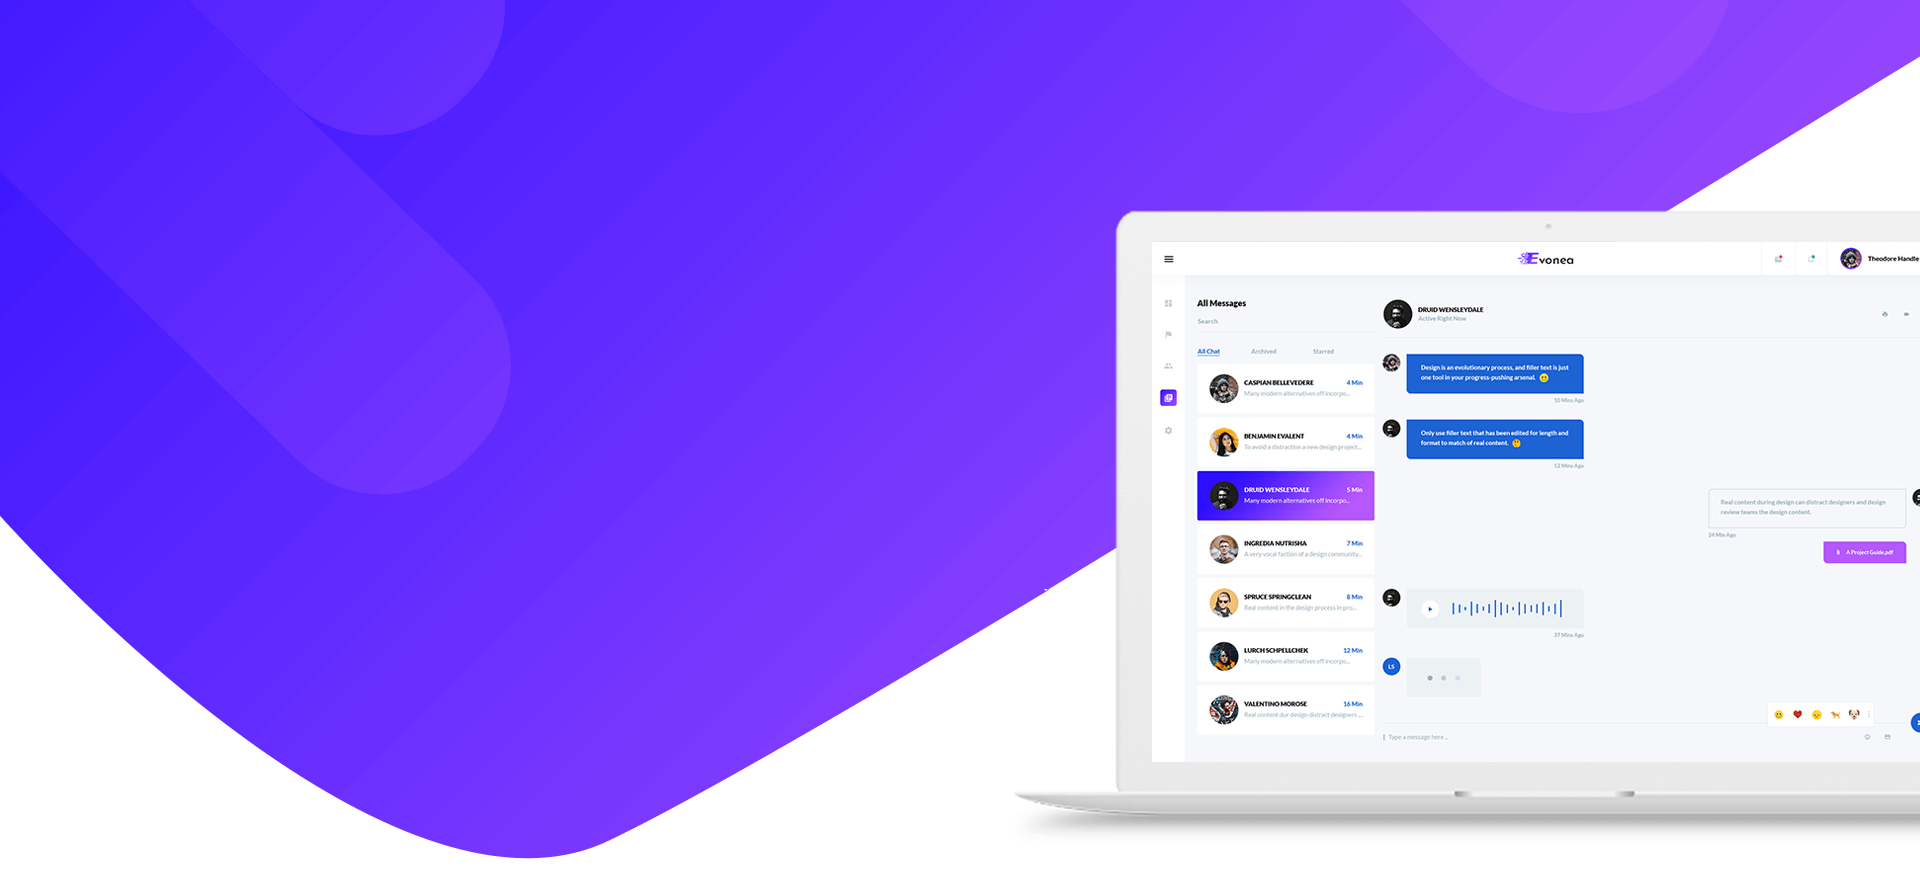 Evonea
Theodore Handle
All Messages
Search
All Chat
Archived
Starred
CASPIAN BELLEVEDERE
4 Min
Many modern alternatives off incorpo...
BENJAMIN EVALENT
4 Min
To avoid a distraction a new design project...
DRUID WENSLEYDALE
5 Min
Many modern alternatives off incorpo...
INGREDIA NUTRISHA
7 Min
A very vocal faction of a design community...
SPRUCE SPRINGCLEAN
8 Min
Real content in the design process in pro...
LURCH SCHPELLCHEK
12 Min
Many modern alternatives off incorpo...
VALENTINO MOROSE
16 Min
Real content dur design distract designers ...
DRUID WENSLEYDALE
Active Right Now
Design is an evolutionary process, and filler text is just
one tool in your progress-pushing arsenal. 
10 Mins Ago
Only use filler text that has been edited for length and
format to match of real content.
12 Mins Ago
Real content during design can distract designers and design
review teams the design content.
24 Min Ago
A Project Guide.pdf
37 Mins Ago
LS
Type a message here ...